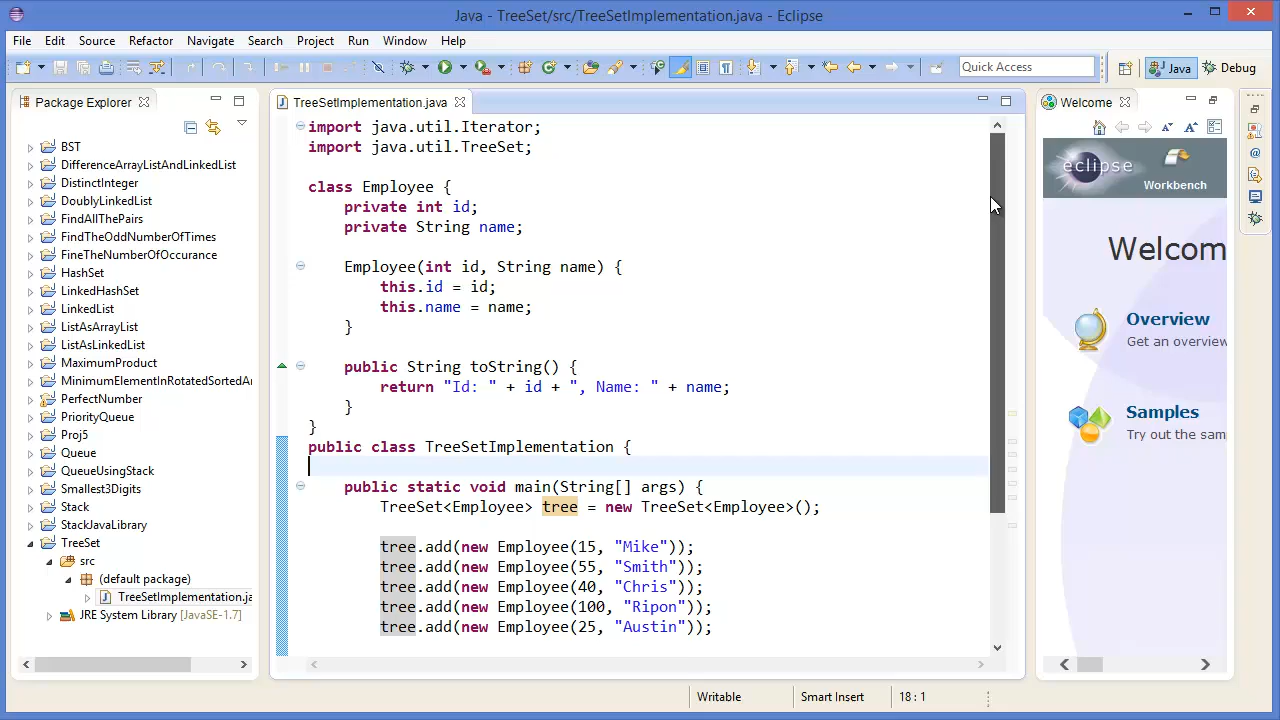 Java - TreeSet/src/TreeSetImplementation.java - Eclipse
File Edit Source Refactor Navigate Search Project Run Window Help
Quick Access
Java
Debug
Package Explorer
BST
DifferenceArrayListAndLinkedList
DistinctInteger
DoublyLinkedList
FindAllThePairs
FindTheOddNumberOfTimes
FineTheNumberOfOccurance
HashSet
LinkedHashSet
LinkedList
ListAsArrayList
ListAsLinkedList
MaximumProduct
MinimumElementInRotatedSortedAr
PerfectNumber
PriorityQueue
Proj5
Queue
QueueUsingStack
Smallest3Digits
Stack
StackJavaLibrary
TreeSet
src
(default package)
TreeSetImplementation.ja
JRE System Library [JavaSE-1.7]
TreeSetImplementation.java
import java.util.Iterator;
import java.util.TreeSet;
class Employee {
private int id;
private String name;
Employee(int id, String name) {
this.id = id;
this.name = name;
}
public String toString() {
return "Id: " + id + ", Name: " + name;
}
}
public class TreeSetImplementation {
public static void main(String[] args) {
TreeSet<Employee> tree = new TreeSet<Employee>();
tree.add(new Employee(15, "Mike"));
tree.add(new Employee(55, "Smith"));
tree.add(new Employee(40, "Chris"));
tree.add(new Employee(100, "Ripon"));
tree.add(new Employee(25, "Austin"));
Welcome
eclipse
Workbench
Welcom
Overview
Get an overview
Samples
Try out the sam
Writable
Smart Insert
18 : 1